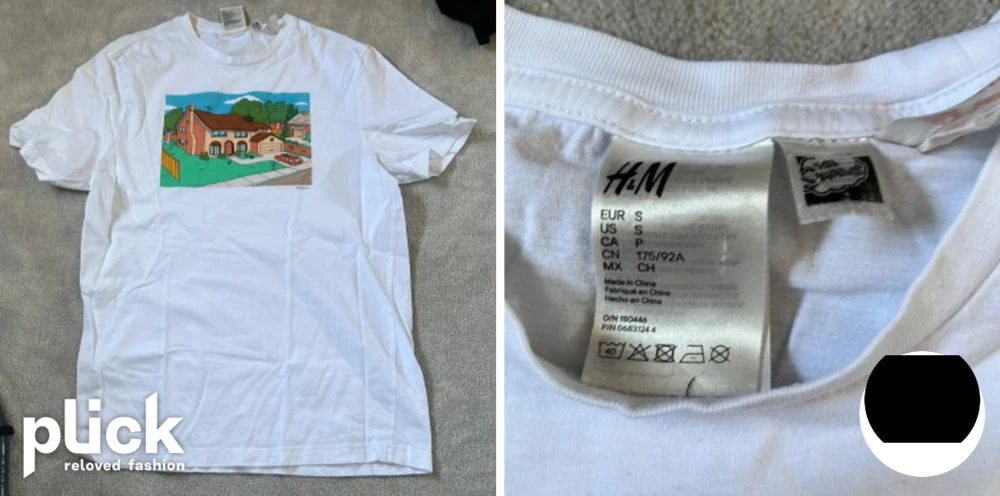 plick
reloved fashion
H&M
EUR S
US S
CA P
CN 175/92A
MX CH
Made in China
Fabriqué en Chine
Hecho en China
O/N 150446
P/N 0683124 4
40